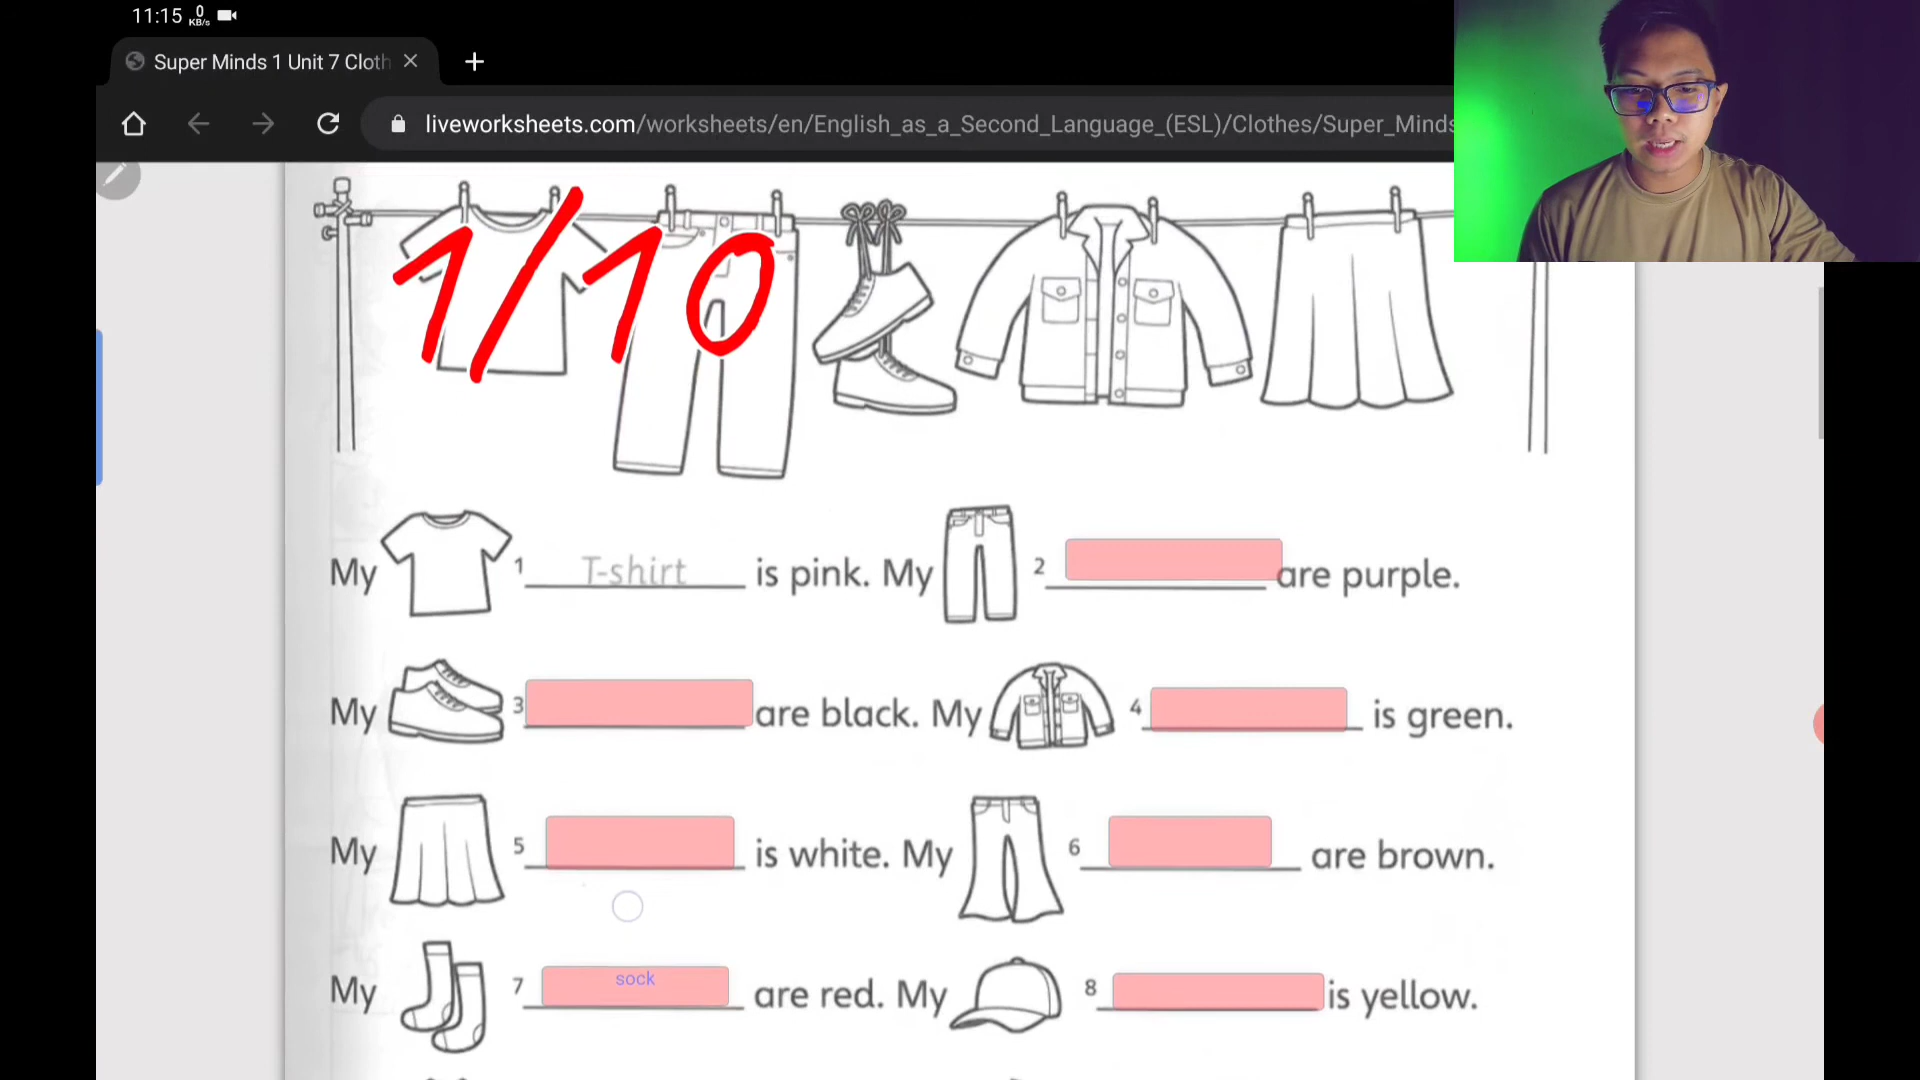 11:15 0 KB/s
Super Minds 1 Unit 7 Cloth
liveworksheets.com/worksheets/en/English_as_a_Second_Language_(ESL)/Clothes/Super_Minds
1/10
My 1 T-shirt is pink. My 2 are purple.
My 3 are black. My 4 is green.
My 5 is white. My 6 are brown.
My 7 sock are red. My 8 is yellow.